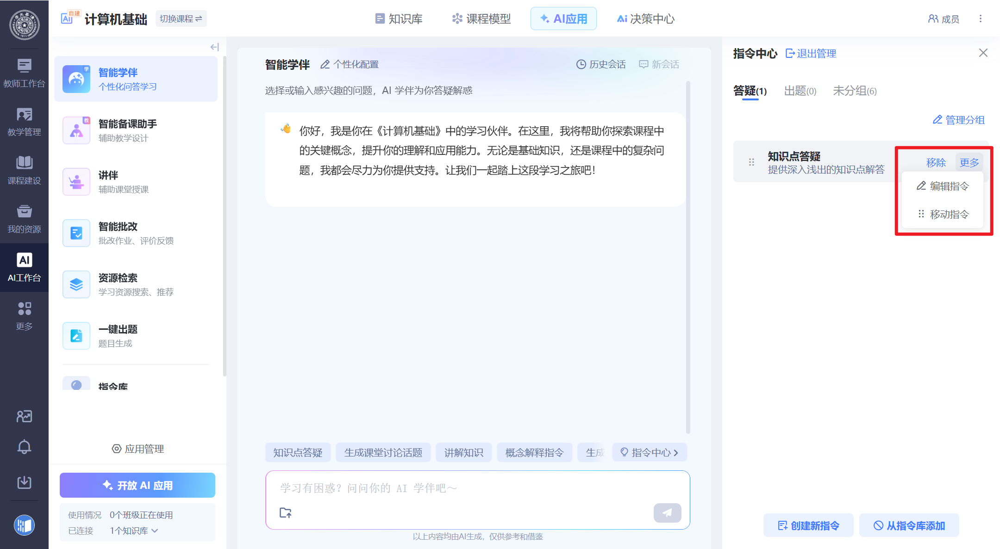 教师工作台
教学管理
课程建设
我的资源
AI
AI工作台
更多
AI 自建
计算机基础
切换课程
知识库
课程模型
AI应用
Ai 决策中心
成员
学
智能学伴
个性化问答学习
教
智能备课助手
辅助教学设计
讲伴
辅助课堂授课
智能批改
批改作业、评价反馈
资源检索
学习资源搜索、推荐
一键出题
题目生成
指令库
应用管理
开放 AI 应用
使用情况 0个班级正在使用
已连接 1个知识库
智能学伴
个性化配置
历史会话
新会话
选择或输入感兴趣的问题，AI 学伴为你答疑解惑
你好，我是你在《计算机基础》中的学习伙伴。在这里，我将帮助你探索课程中
的关键概念，提升你的理解和应用能力。无论是基础知识，还是课程中的复杂问
题，我都会尽力为你提供支持。让我们一起踏上这段学习之旅吧！
知识点答疑
生成课堂讨论话题
讲解知识
概念解释指令
生成
指令中心
学习有困惑？问问你的 AI 学伴吧～
以上内容均由AI生成，仅供参考和借鉴
指令中心
退出管理
答疑(1)
出题(0)
未分组(6)
管理分组
知识点答疑
提供深入浅出的知识点解答
移除
更多
编辑指令
移动指令
创建新指令
从指令库添加